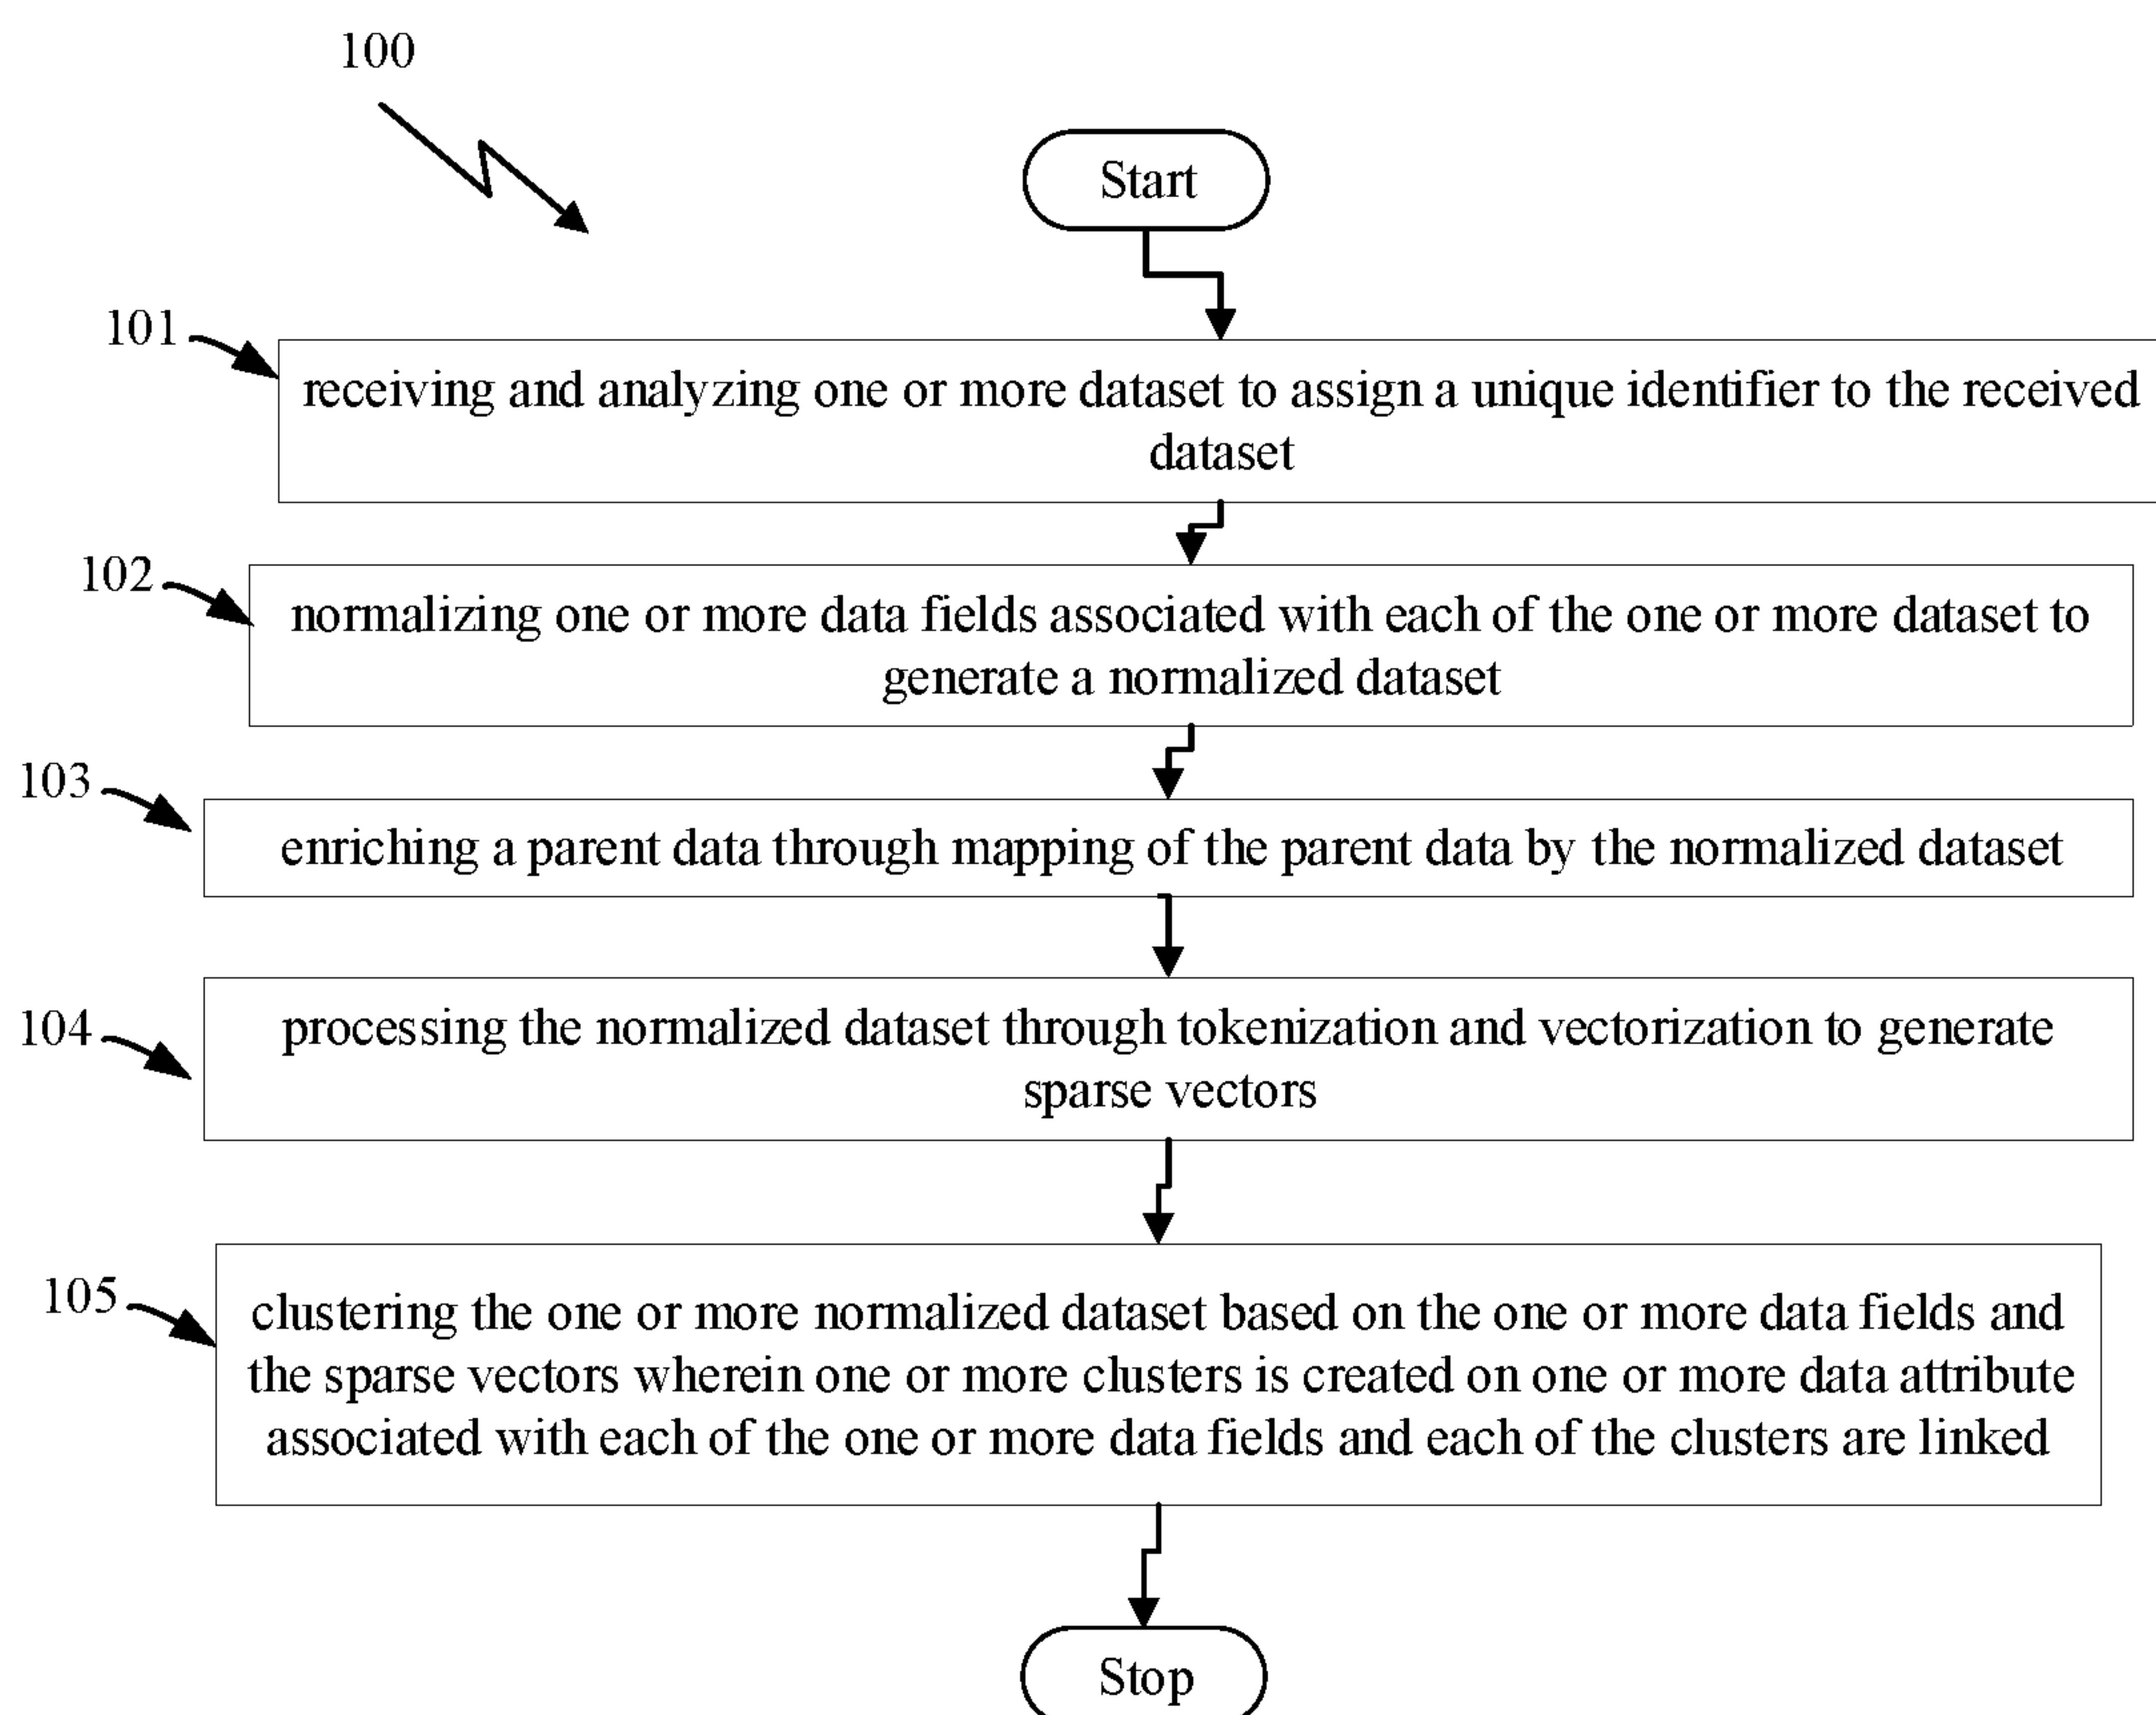 100
Start
101
receiving and analyzing one or more dataset to assign a unique identifier to the received
dataset
102
normalizing one or more data fields associated with each of the one or more dataset to
generate a normalized dataset
103
enriching a parent data through mapping of the parent data by the normalized dataset
104
processing the normalized dataset through tokenization and vectorization to generate
sparse vectors
105
clustering the one or more normalized dataset based on the one or more data fields and
the sparse vectors wherein one or more clusters is created on one or more data attribute
associated with each of the one or more data fields and each of the clusters are linked
Stop